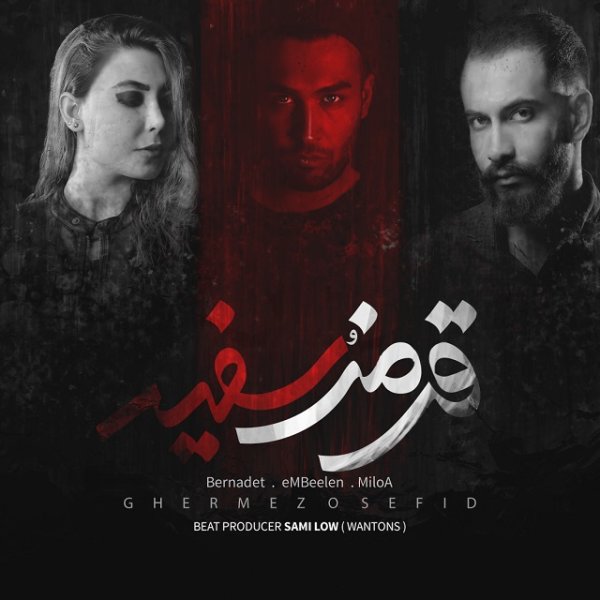 قرمز و سفید
Bernadet . eMBeelen . MiloA
GHERMEZOSEFID
BEAT PRODUCER SAMI LOW ( WANTONS )